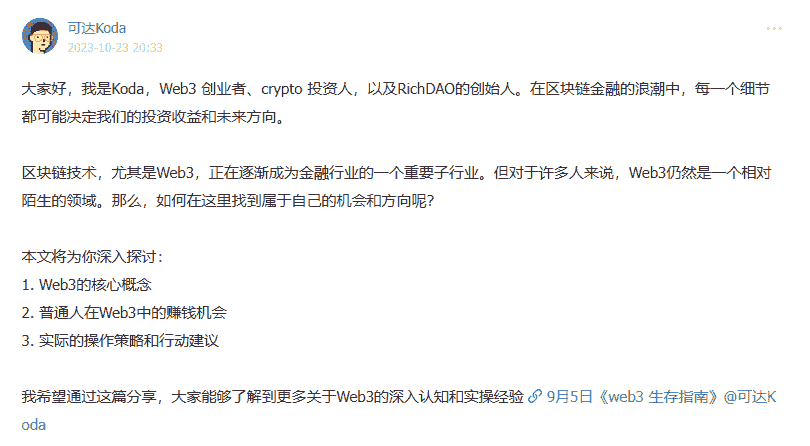 可达Koda
2023-10-23 20:33
大家好，我是Koda，Web3 创业者、crypto 投资人，以及RichDAO的创始人。在区块链金融的浪潮中，每一个细节
都可能决定我们的投资收益和未来方向。
区块链技术，尤其是Web3，正在逐渐成为金融行业的一个重要子行业。但对于许多人来说，Web3仍然是一个相对
陌生的领域。那么，如何在这里找到属于自己的机会和方向呢？
本文将为你深入探讨：
1. Web3的核心概念
2. 普通人在Web3中的赚钱机会
3. 实际的操作策略和行动建议
我希望通过这篇分享，大家能够了解到更多关于Web3的深入认知和实操经验 9月5日《web3 生存指南》@可达K
oda